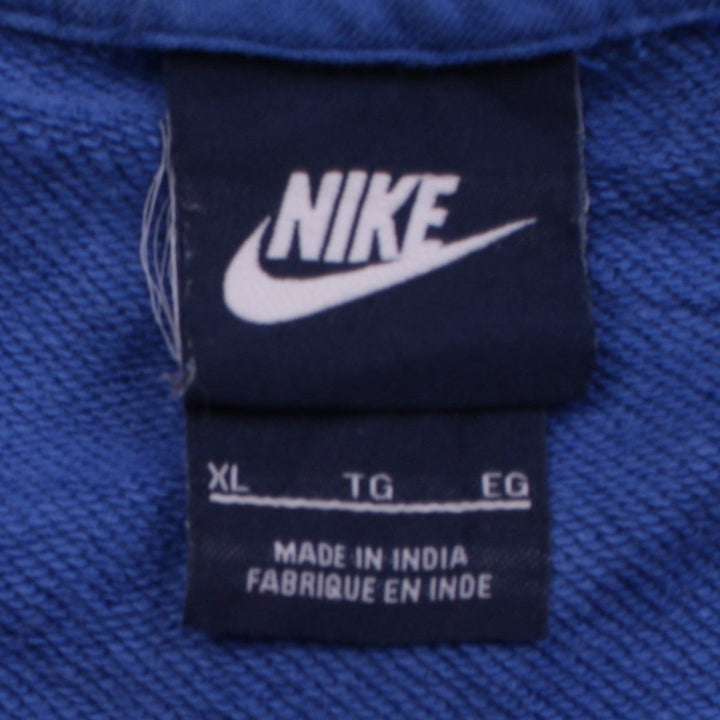 NIKE
XL TG EG
MADE IN INDIA
FABRIQUE EN INDE